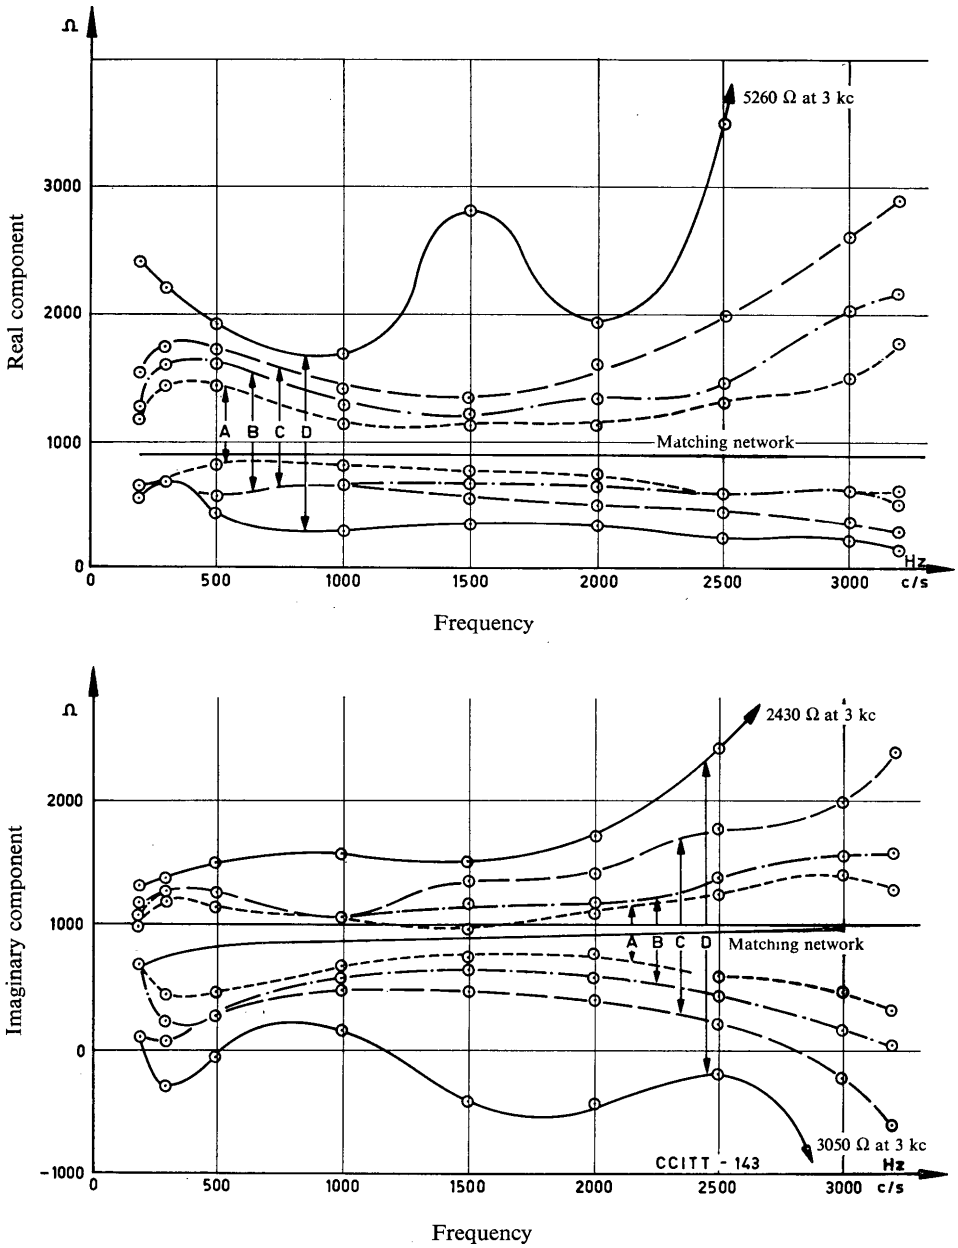 Ω
5260 Ω at 3 kc
3000
Real component
2000
A B C D
1000
Matching network
0
Hz
0 500 1000 1500 2000 2500 3000 c/s
Frequency
Ω
2430 Ω at 3 kc
2000
Imaginary component
1000
A B C D Matching network
0
3050 Ω at 3 kc
CCITT - 143
Hz
-1000
0 500 1000 1500 2000 2500 3000 c/s
Frequency